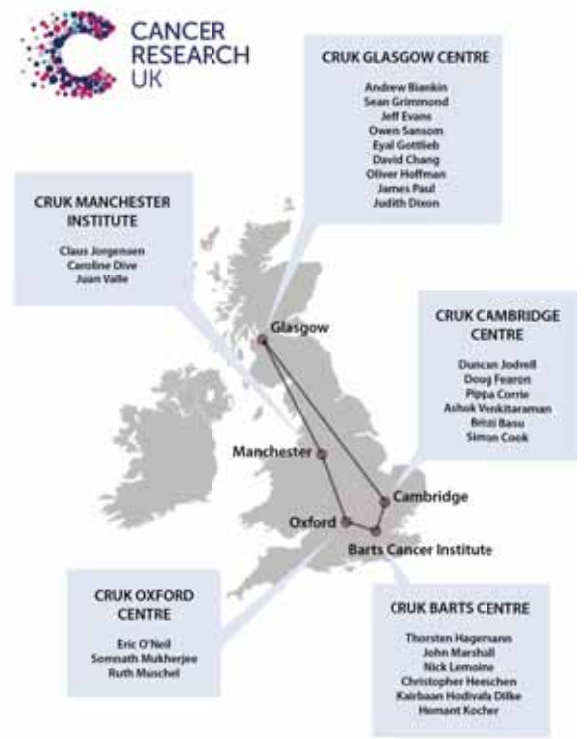 CANCER
RESEARCH
UK
CRUK GLASGOW CENTRE
Andrew Biankin
Sean Grimmond
Jeff Evans
Owen Sansom
Eyal Gottlieb
David Chang
Oliver Hoffman
James Paul
Judith Dixon
CRUK MANCHESTER
INSTITUTE
Claus Jorgensen
Caroline Dive
Juan Valle
Glasgow
CRUK CAMBRIDGE
CENTRE
Duncan Jodrell
Doug Fearon
Pippa Corrie
Ashok Venkitaraman
Bristi Basu
Simon Cook
Manchester
Cambridge
Oxford
Barts Cancer Institute
CRUK OXFORD
CENTRE
Eric O'Neil
Somnath Mukherjee
Ruth Muschel
CRUK BARTS CENTRE
Thorsten Hagemann
John Marshall
Nick Lemoine
Christopher Heeschen
Kairbaan Hodivala Dilke
Hemant Kocher